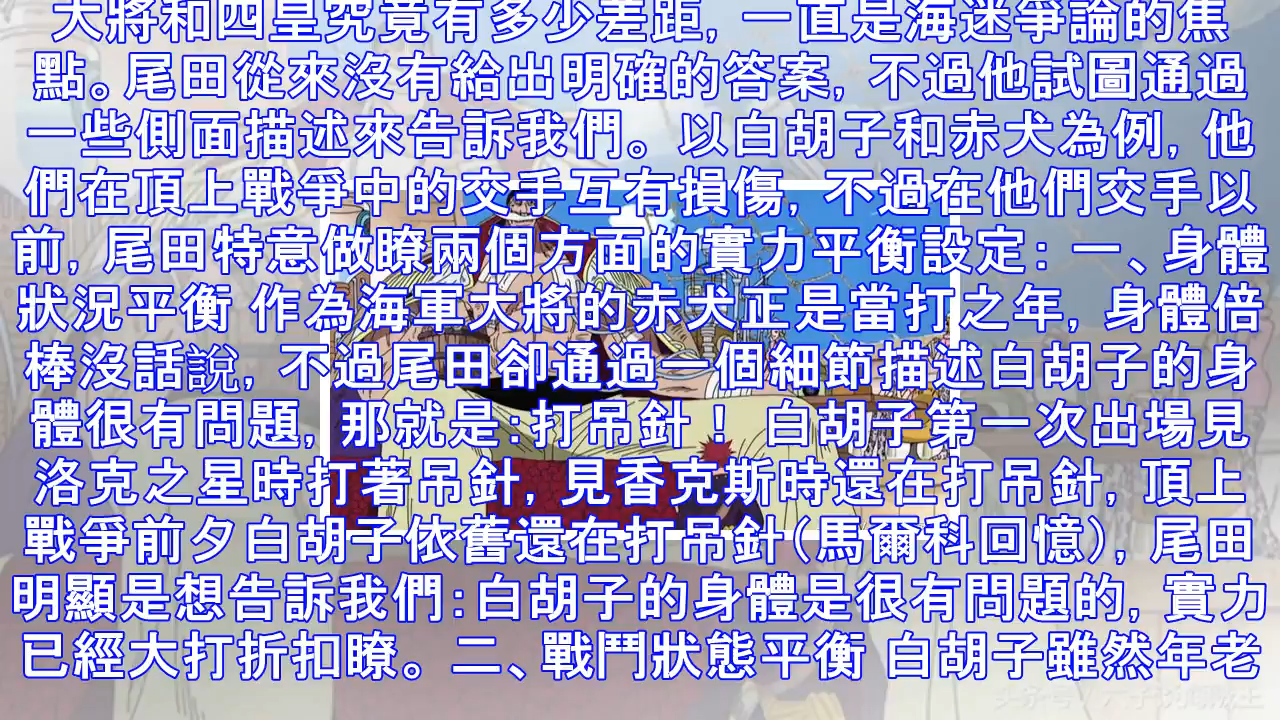 大將和四皇究竟有多少差距, 一直是海迷爭論的焦
點。尾田從來沒有給出明確的答案, 不過他試圖通過
一些側面描述來告訴我們。以白胡子和赤犬為例, 他
們在頂上戰爭中的交手互有損傷, 不過在他們交手以
前, 尾田特意做瞭兩個方面的實力平衡設定: 一、身體
狀況平衡 作為海軍大將的赤犬正是當打之年, 身體倍
棒沒話說, 不過尾田卻通過一個細節描述白胡子的身
體很有問題, 那就是:打吊針! 白胡子第一次出場見
洛克之星時打著吊針, 見香克斯時還在打吊針, 頂上
戰爭前夕白胡子依舊還在打吊針(馬爾科回憶), 尾田
明顯是想告訴我們:白胡子的身體是很有問題的, 實力
已經大打折扣瞭。二、戰鬥狀態平衡 白胡子雖然年老